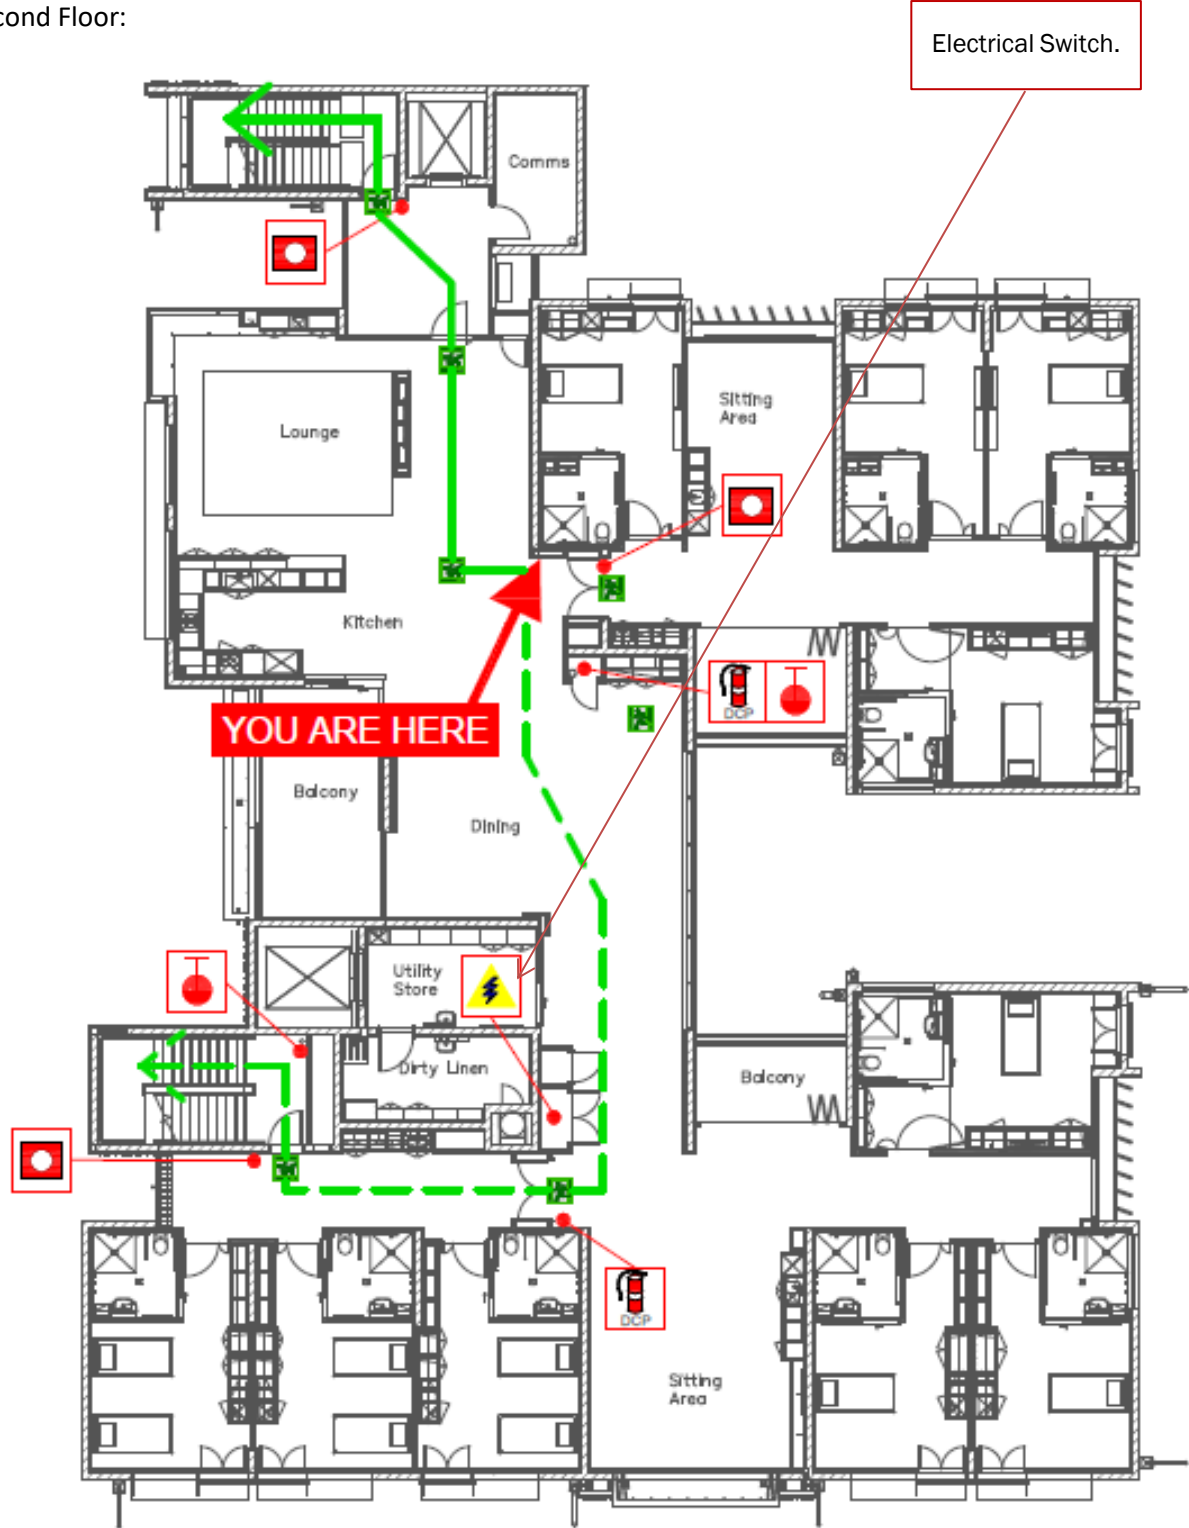 cond Floor:
Electrical Switch.
Comms
Sitting
Area
Lounge
Kitchen
DCP
YOU ARE HERE
Balcony
Dining
Utility
Store
Dirty Linen
Balcony
DCP
Sitting
Area